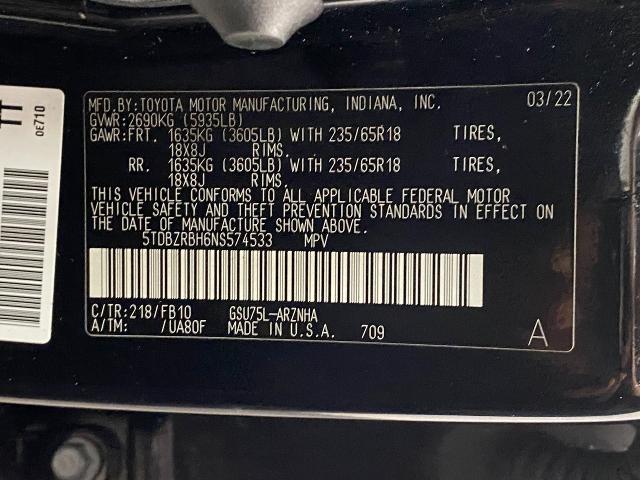 MFD.BY:TOYOTA MOTOR MANUFACTURING, INDIANA, INC. 03/22
GVWR:2690KG (5935LB)
GAWR:FRT. 1635KG (3605LB) WITH 235/65R18 TIRES,
18X8J RIMS.
RR. 1635KG (3605LB) WITH 235/65R18 TIRES,
18X8J RIMS.
THIS VEHICLE CONFORMS TO ALL APPLICABLE FEDERAL MOTOR
VEHICLE SAFETY AND THEFT PREVENTION STANDARDS IN EFFECT ON
THE DATE OF MANUFACTURE SHOWN ABOVE.
5TDBZRBH6NS574533 MPV
C/TR:218/FB10 GSU75L-ARZNHA
A/TM: /UA80F MADE IN U.S.A. 709 A
0E710